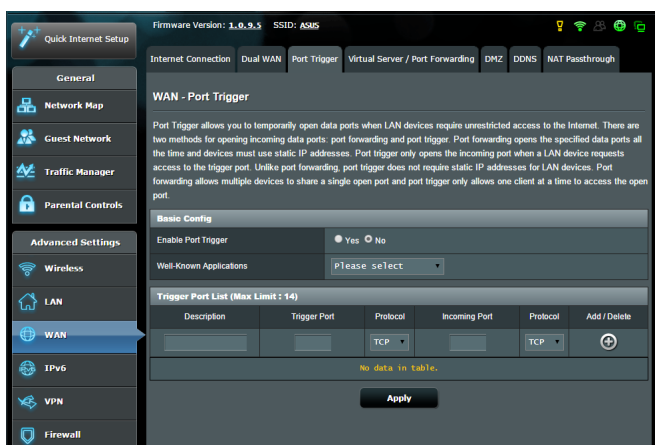 Quick Internet Setup
General
Network Map
Guest Network
Traffic Manager
Parental Controls
Advanced Settings
Wireless
LAN
WAN
IPv6
VPN
Firewall
Firmware Version: 1.0.9.5 SSID: ASUS
Internet Connection Dual WAN Port Trigger Virtual Server / Port Forwarding DMZ DDNS NAT Passthrough
WAN - Port Trigger
Port Trigger allows you to temporarily open data ports when LAN devices require unrestricted access to the Internet. There are
two methods for opening incoming data ports: port forwarding and port trigger. Port forwarding opens the specified data ports all
the time and devices must use static IP addresses. Port trigger only opens the incoming port when a LAN device requests
access to the trigger port. Unlike port forwarding, port trigger does not require static IP addresses for LAN devices. Port
forwarding allows multiple devices to share a single open port and port trigger only allows one client at a time to access the open
port.
Basic Config
Enable Port Trigger Yes No
Well-Known Applications Please select
Trigger Port List (Max Limit : 14)
Description Trigger Port Protocol Incoming Port Protocol Add / Delete
TCP TCP
No data in table.
Apply